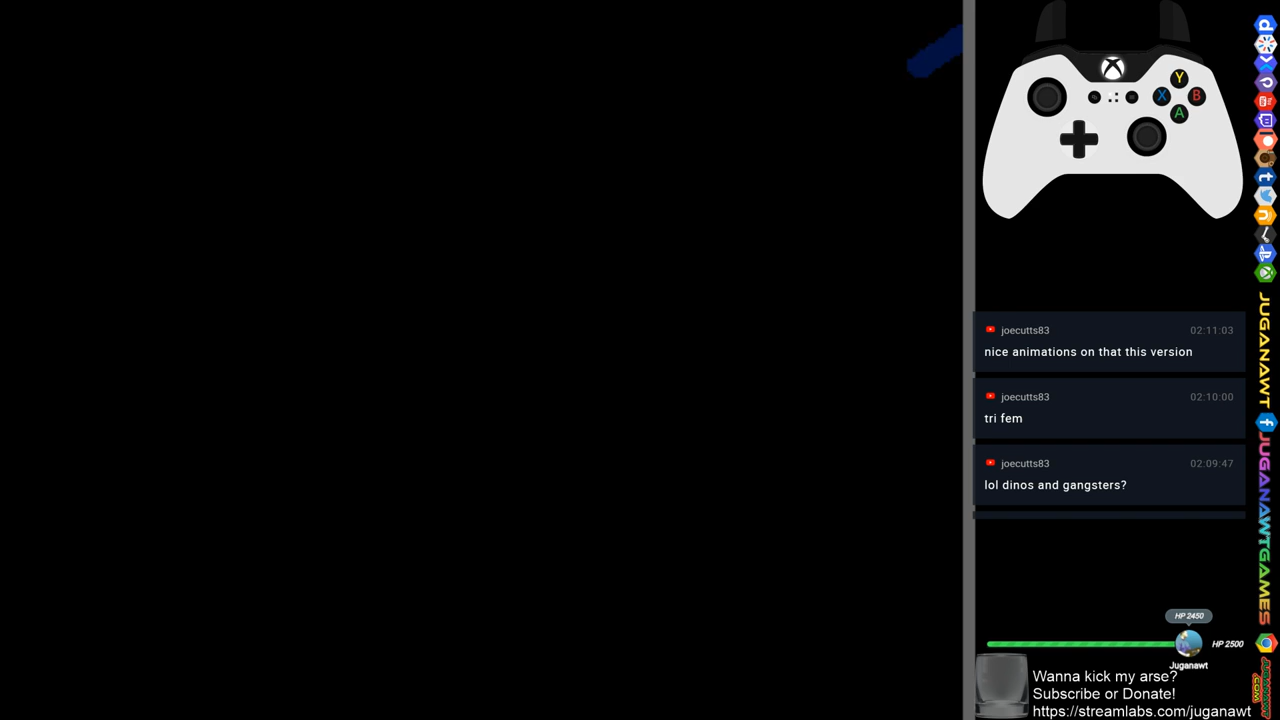 Y
X
B
A
joecutts83
02:11:03
nice animations on that this version
joecutts83
02:10:00
tri fem
joecutts83
02:09:47
lol dinos and gangsters?
HP 2450
HP 2500
Juganawt
Wanna kick my arse?
Subscribe or Donate!
https://streamlabs.com/juganawt
JUGANAWT
JUGANAWTGAMES
JUGANAWT
.COM